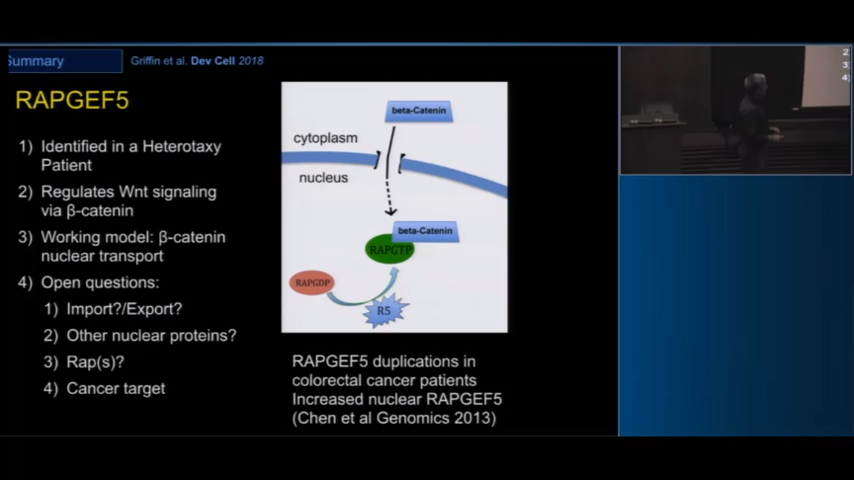 Summary
Griffin et al. Dev Cell 2018
RAPGEF5
1) Identified in a Heterotaxy
Patient
2) Regulates Wnt signaling
via β-catenin
3) Working model: β-catenin
nuclear transport
4) Open questions:
1) Import?/Export?
2) Other nuclear proteins?
3) Rap(s)?
4) Cancer target
beta-Catenin
cytoplasm
nucleus
beta-Catenin
RAPGTP
RAPGDP
R5
RAPGEF5 duplications in
colorectal cancer patients
Increased nuclear RAPGEF5
(Chen et al Genomics 2013)
2
3)
4)